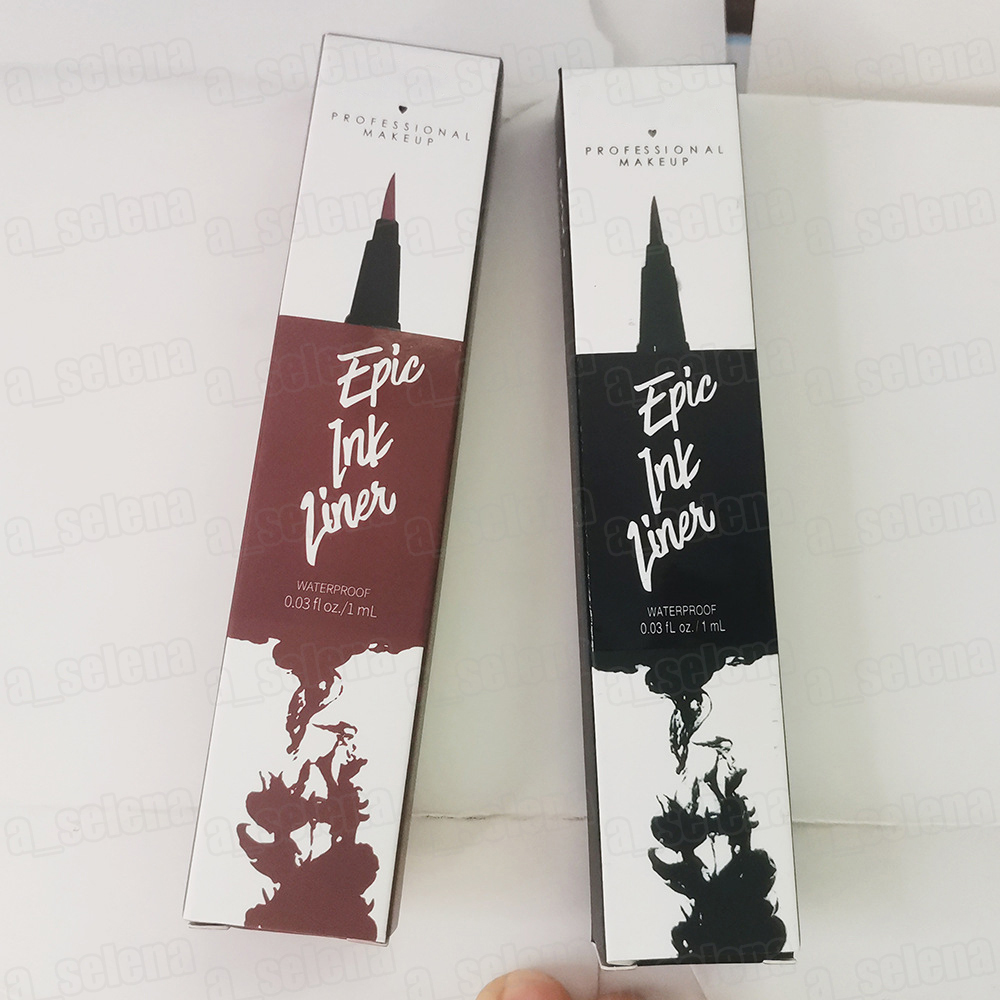 PROFESSIONAL
MAKEUP
Epic
Ink
Liner
WATERPROOF
0.03 fl oz./1 mL
PROFESSIONAL
MAKEUP
Epic
Ink
Liner
WATERPROOF
0.03 fL oz./1 mL
a_selena